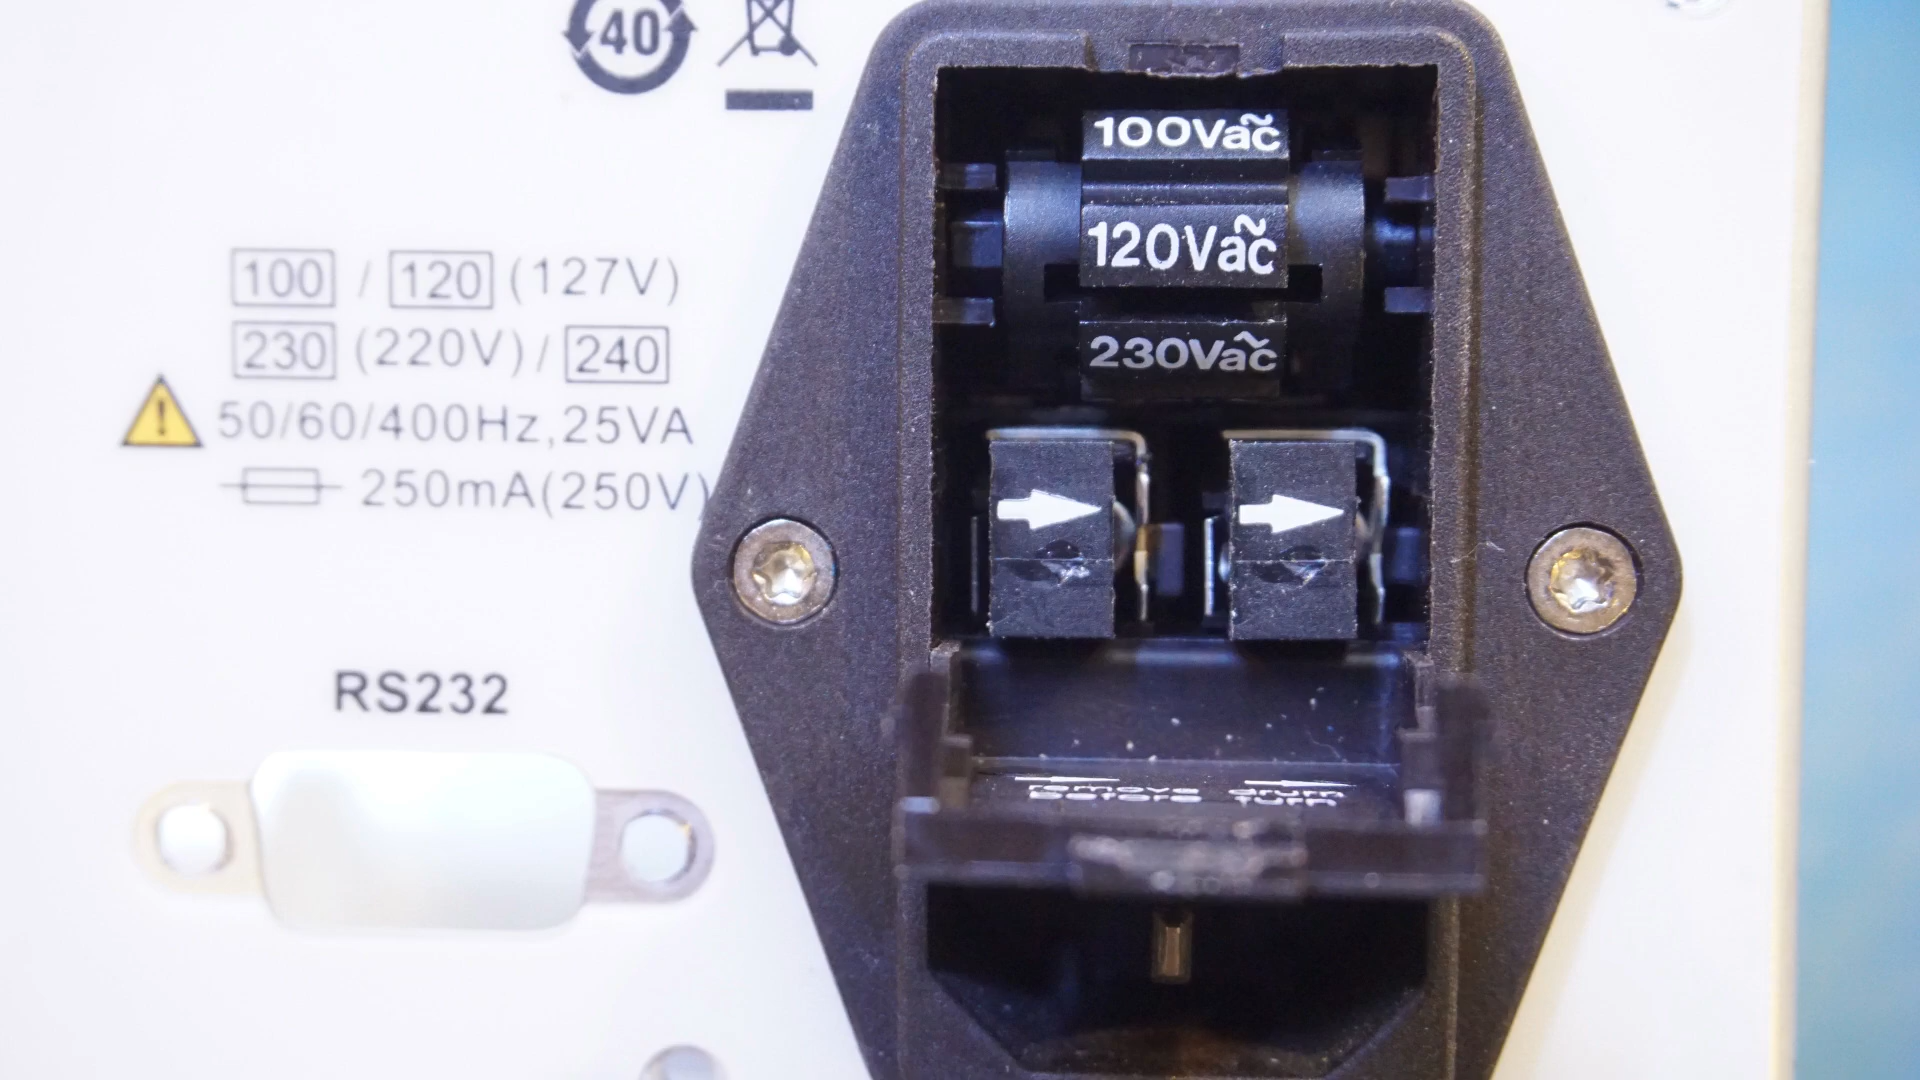 40
100 / 120 (127V)
230 (220V) / 240
50/60/400Hz,25VA
250mA(250V)
RS232
100Vac~
120Vac~
230Vac~
remove drum
before turn